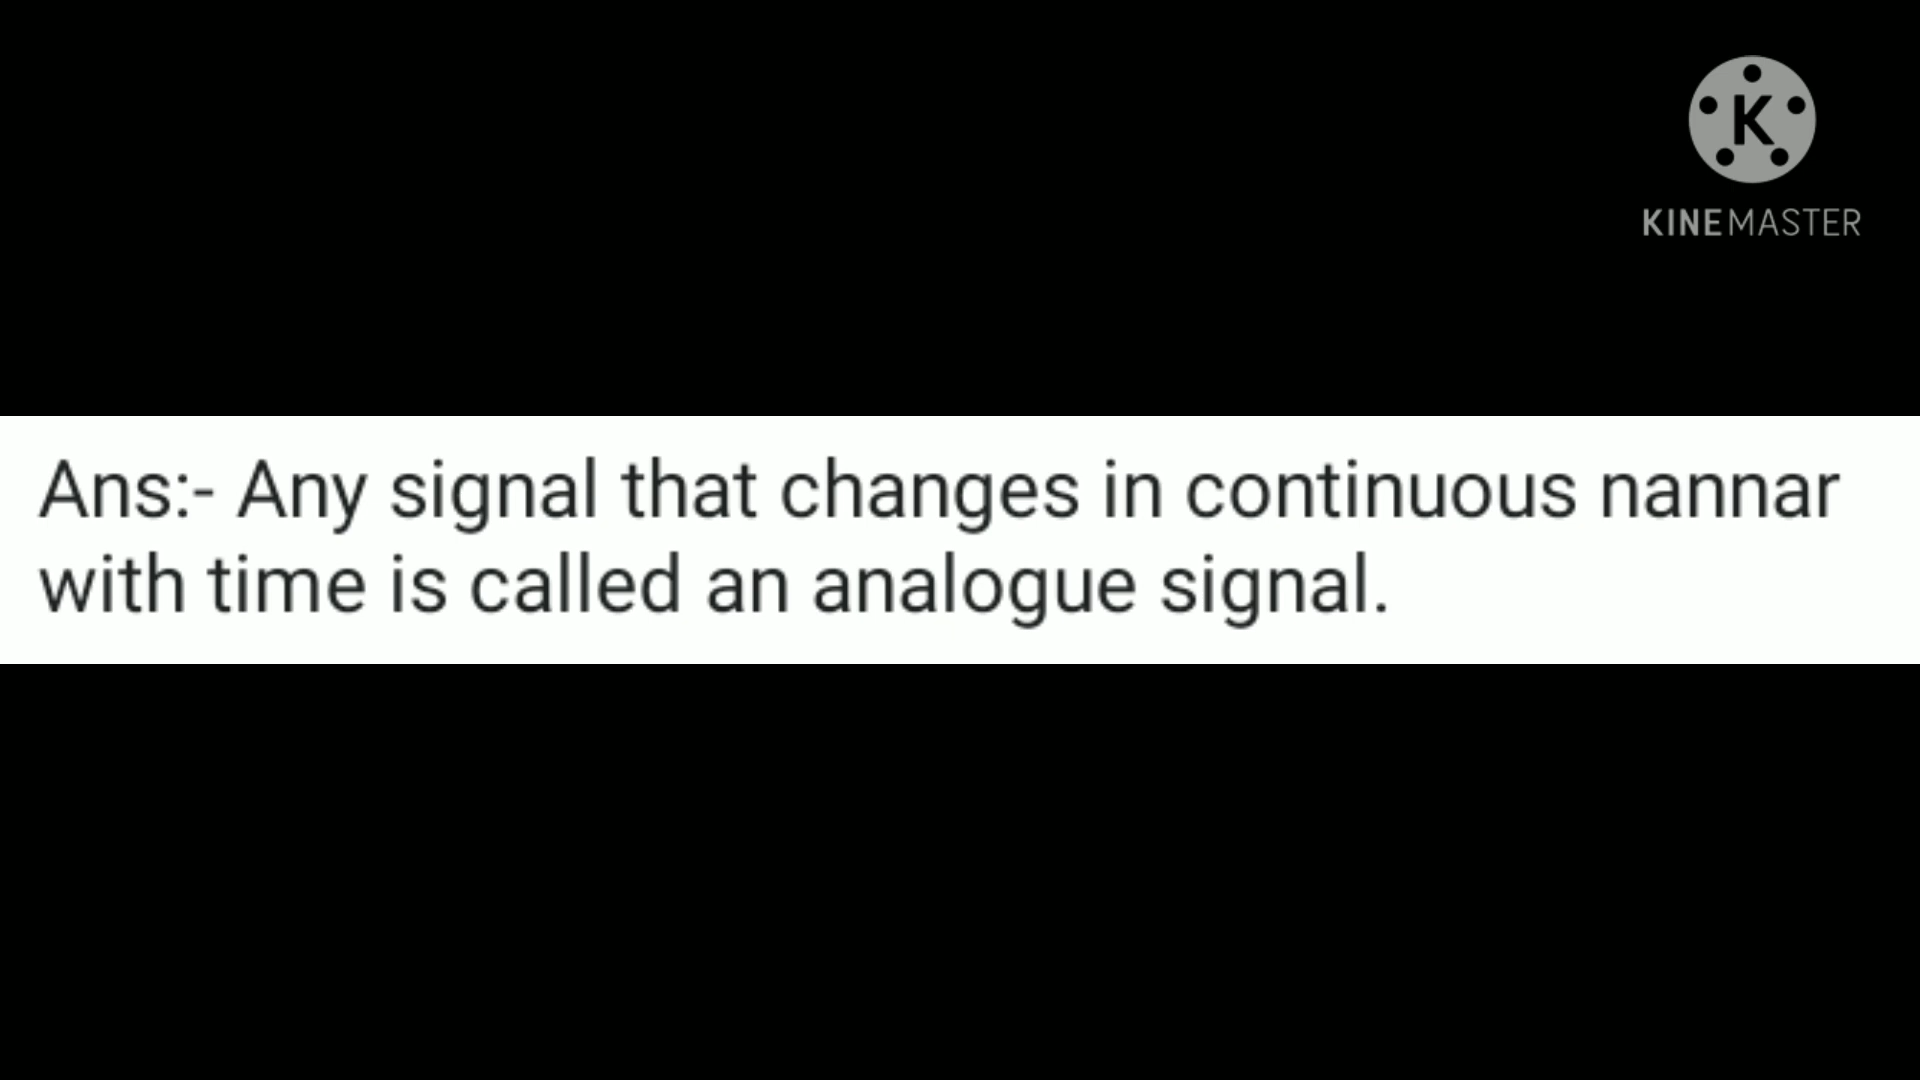 K
KINEMASTER
Ans:- Any signal that changes in continuous nannar
with time is called an analogue signal.